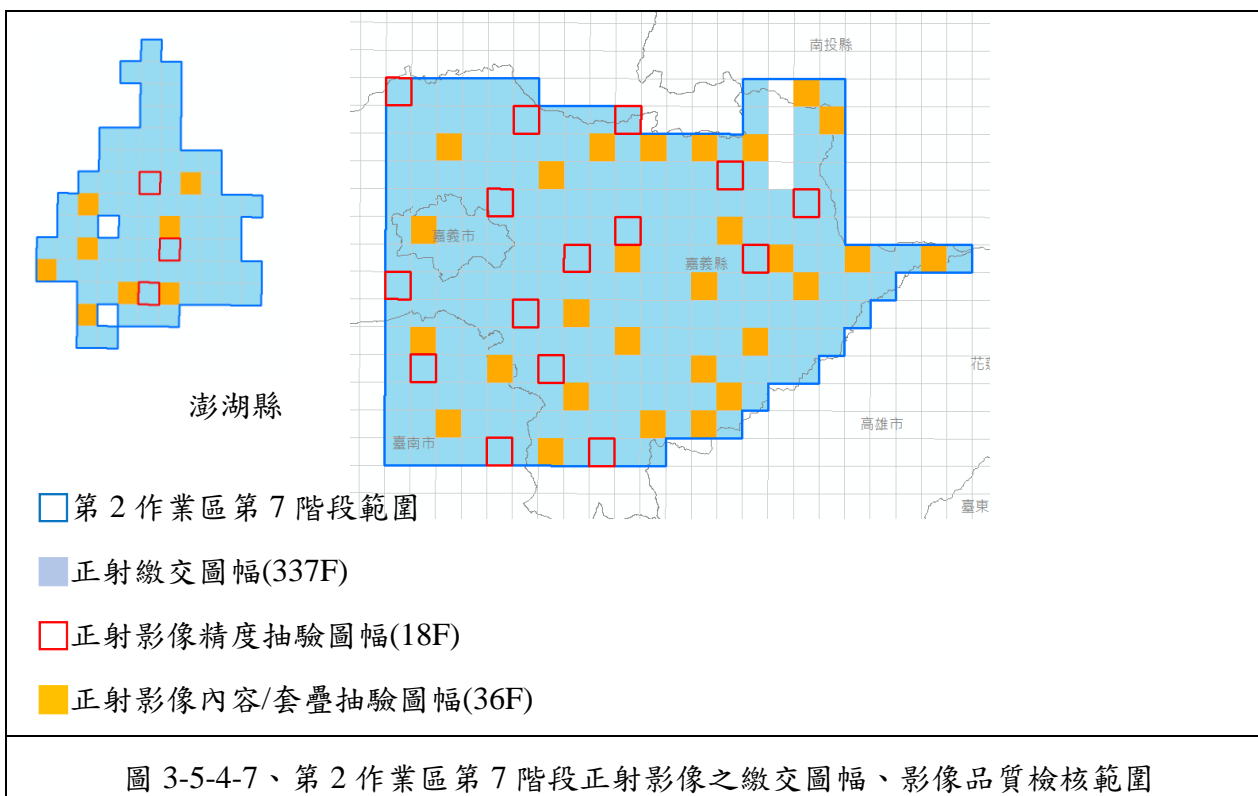 南投縣
嘉義市
嘉義縣
花蓮
澎湖縣
臺南市
高雄市
臺東
第 2 作業區第 7 階段範圍
正射繳交圖幅(337F)
正射影像精度抽驗圖幅(18F)
正射影像內容/套疊抽驗圖幅(36F)
圖 3-5-4-7、第 2 作業區第 7 階段正射影像之繳交圖幅、影像品質檢核範圍